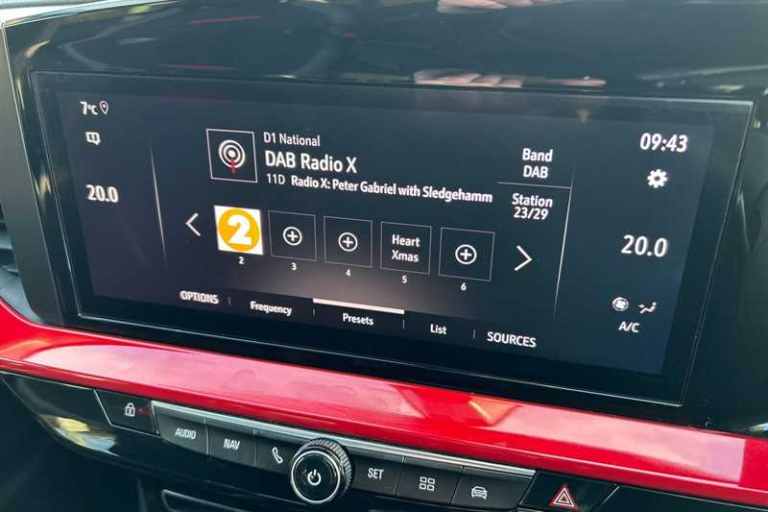 7°C
20.0
D1 National
DAB Radio X
11D Radio X: Peter Gabriel with Sledgehamm
Band
DAB
Station
23/29
09:43
20.0
A/C
2
2
3
4
Heart
Xmas
5
6
OPTIONS
Frequency
Presets
List
SOURCES
AUDIO
NAV
SET